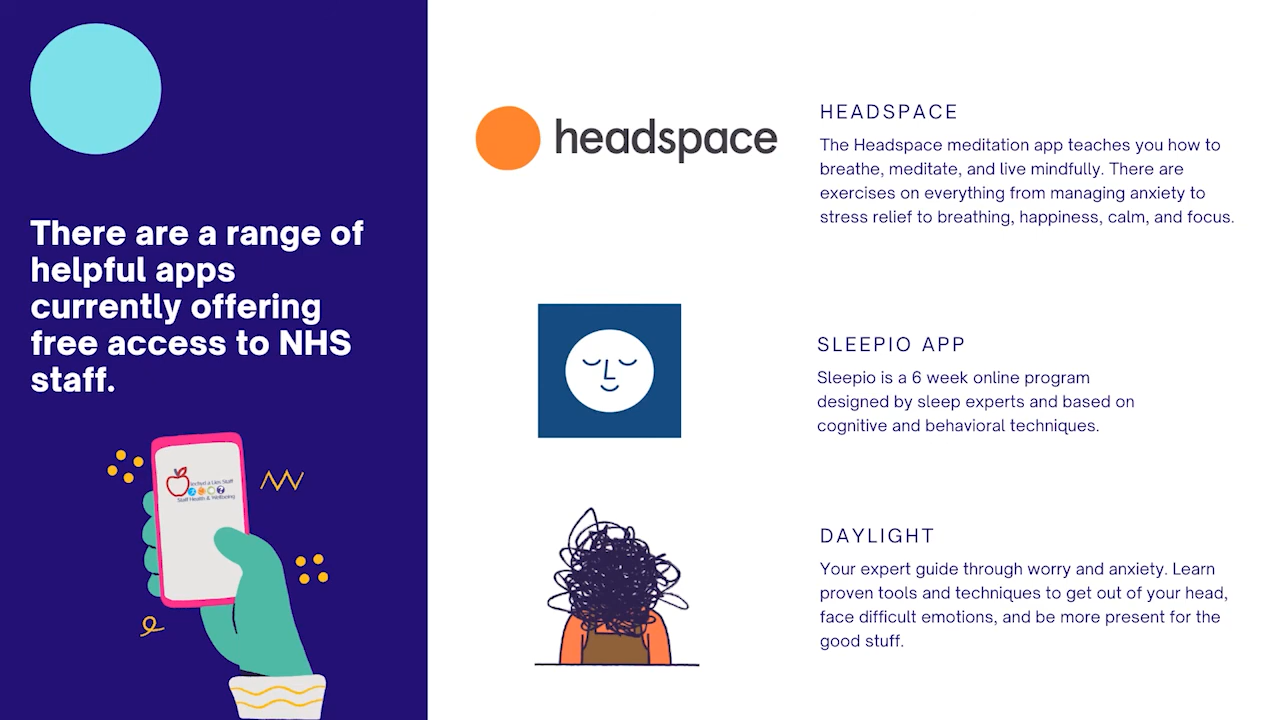 There are a range of
helpful apps
currently offering
free access to NHS
staff.
Staff Health & Wellbeing
headspace
HEADSPACE
The Headspace meditation app teaches you how to
breathe, meditate, and live mindfully. There are
exercises on everything from managing anxiety to
stress relief to breathing, happiness, calm, and focus.
SLEEPIO APP
Sleepio is a 6 week online program
designed by sleep experts and based on
cognitive and behavioral techniques.
DAYLIGHT
Your expert guide through worry and anxiety. Learn
proven tools and techniques to get out of your head,
face difficult emotions, and be more present for the
good stuff.